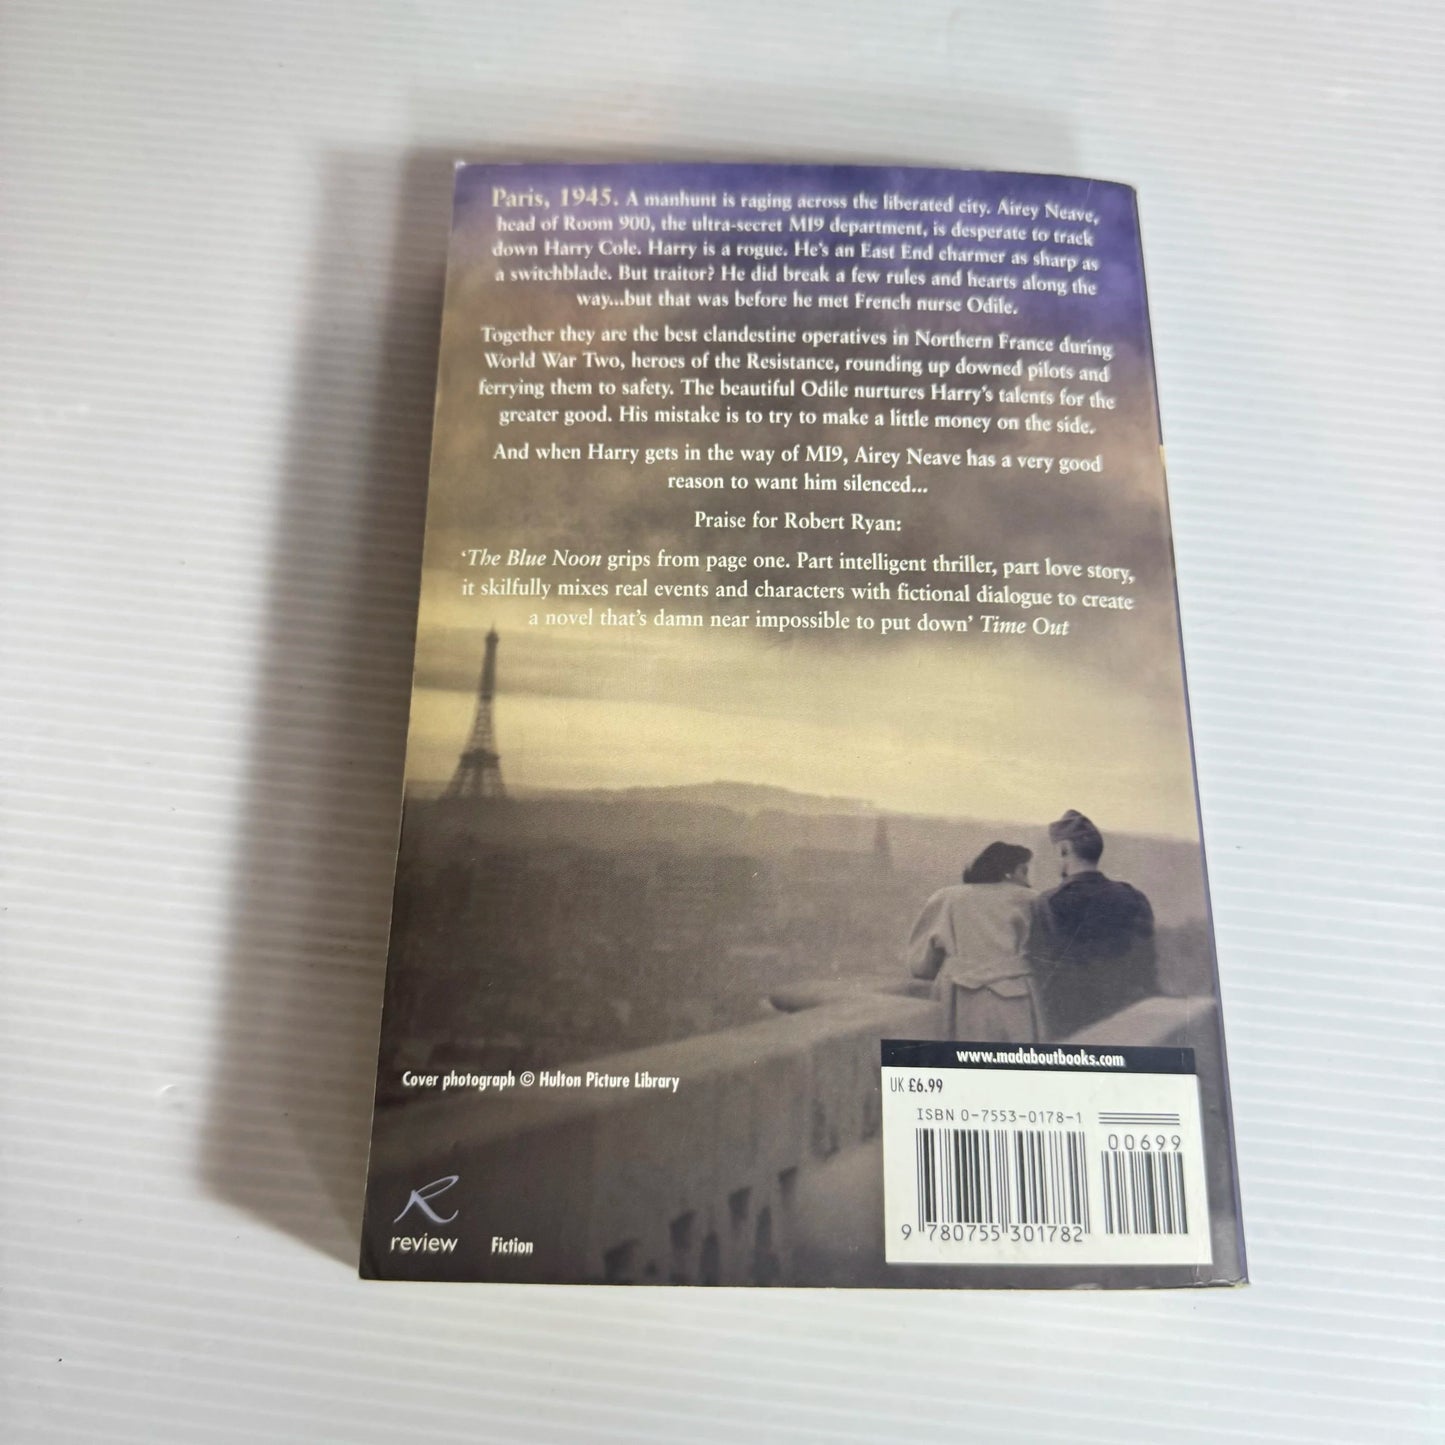 Paris, 1945. A manhunt is raging across the liberated city. Airey Neave,
head of Room 900, the ultra-secret MI9 department, is desperate to track
down Harry Cole. Harry is a rogue. He's an East End charmer as sharp as
a switchblade. But traitor? He did break a few rules and hearts along the
way...but that was before he met French nurse Odile.
Together they are the best clandestine operatives in Northern France during
World War Two, heroes of the Resistance, rounding up downed pilots and
ferrying them to safety. The beautiful Odile nurtures Harry's talents for the
greater good. His mistake is to try to make a little money on the side.
And when Harry gets in the way of MI9, Airey Neave has a very good
reason to want him silenced...
Praise for Robert Ryan:
'The Blue Noon grips from page one. Part intelligent thriller, part love story,
it skilfully mixes real events and characters with fictional dialogue to create
a novel that's damn near impossible to put down' Time Out
Cover photograph © Hulton Picture Library
R
review
Fiction
www.madaboutbooks.com
UK £6.99
ISBN 0-7553-0178-1
00699
9 780755 301782